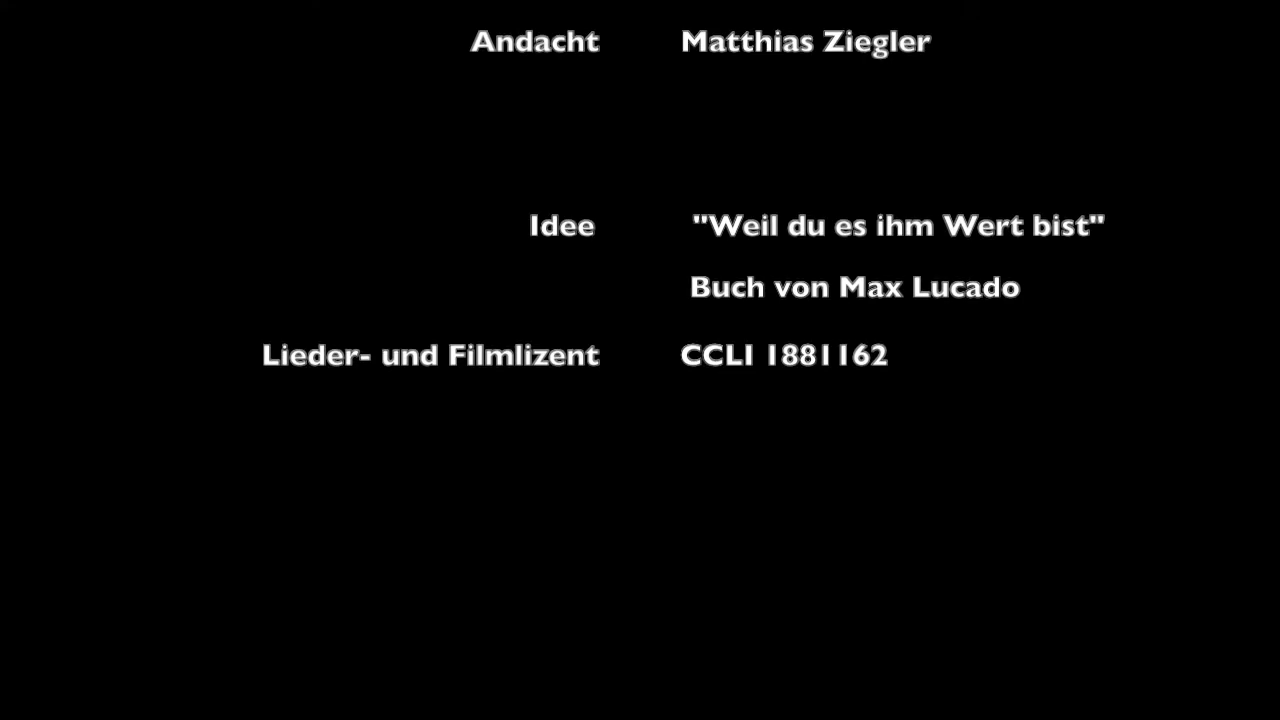 Andacht Matthias Ziegler
Idee "Weil du es ihm Wert bist"
Buch von Max Lucado
Lieder- und Filmlizent CCLI 1881162